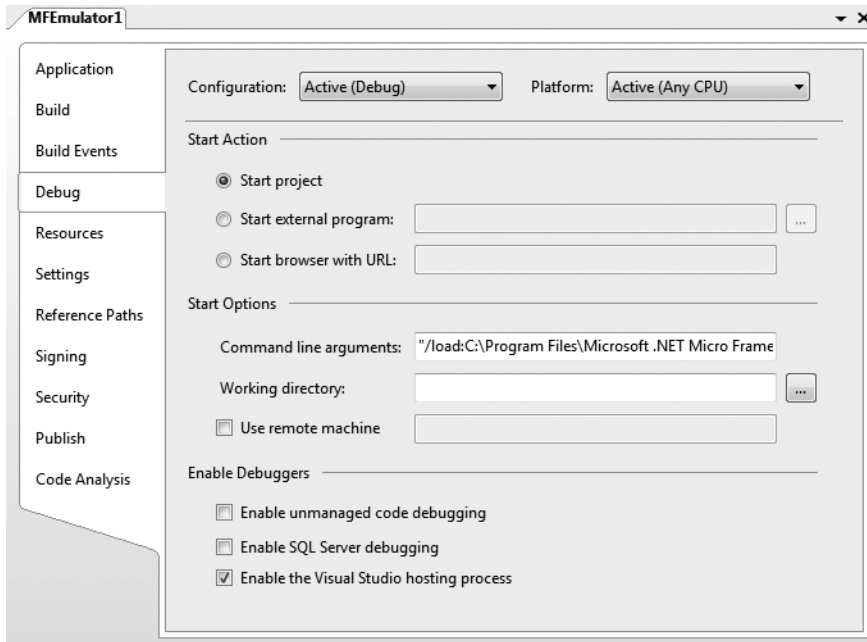 MFEmulator1
Application
Build
Build Events
Debug
Resources
Settings
Reference Paths
Signing
Security
Publish
Code Analysis
Configuration: Active (Debug) Platform: Active (Any CPU)
Start Action
Start project
Start external program: ...
Start browser with URL:
Start Options
Command line arguments: "/load:C:\Program Files\Microsoft .NET Micro Frame
Working directory: ...
Use remote machine
Enable Debuggers
Enable unmanaged code debugging
Enable SQL Server debugging
Enable the Visual Studio hosting process